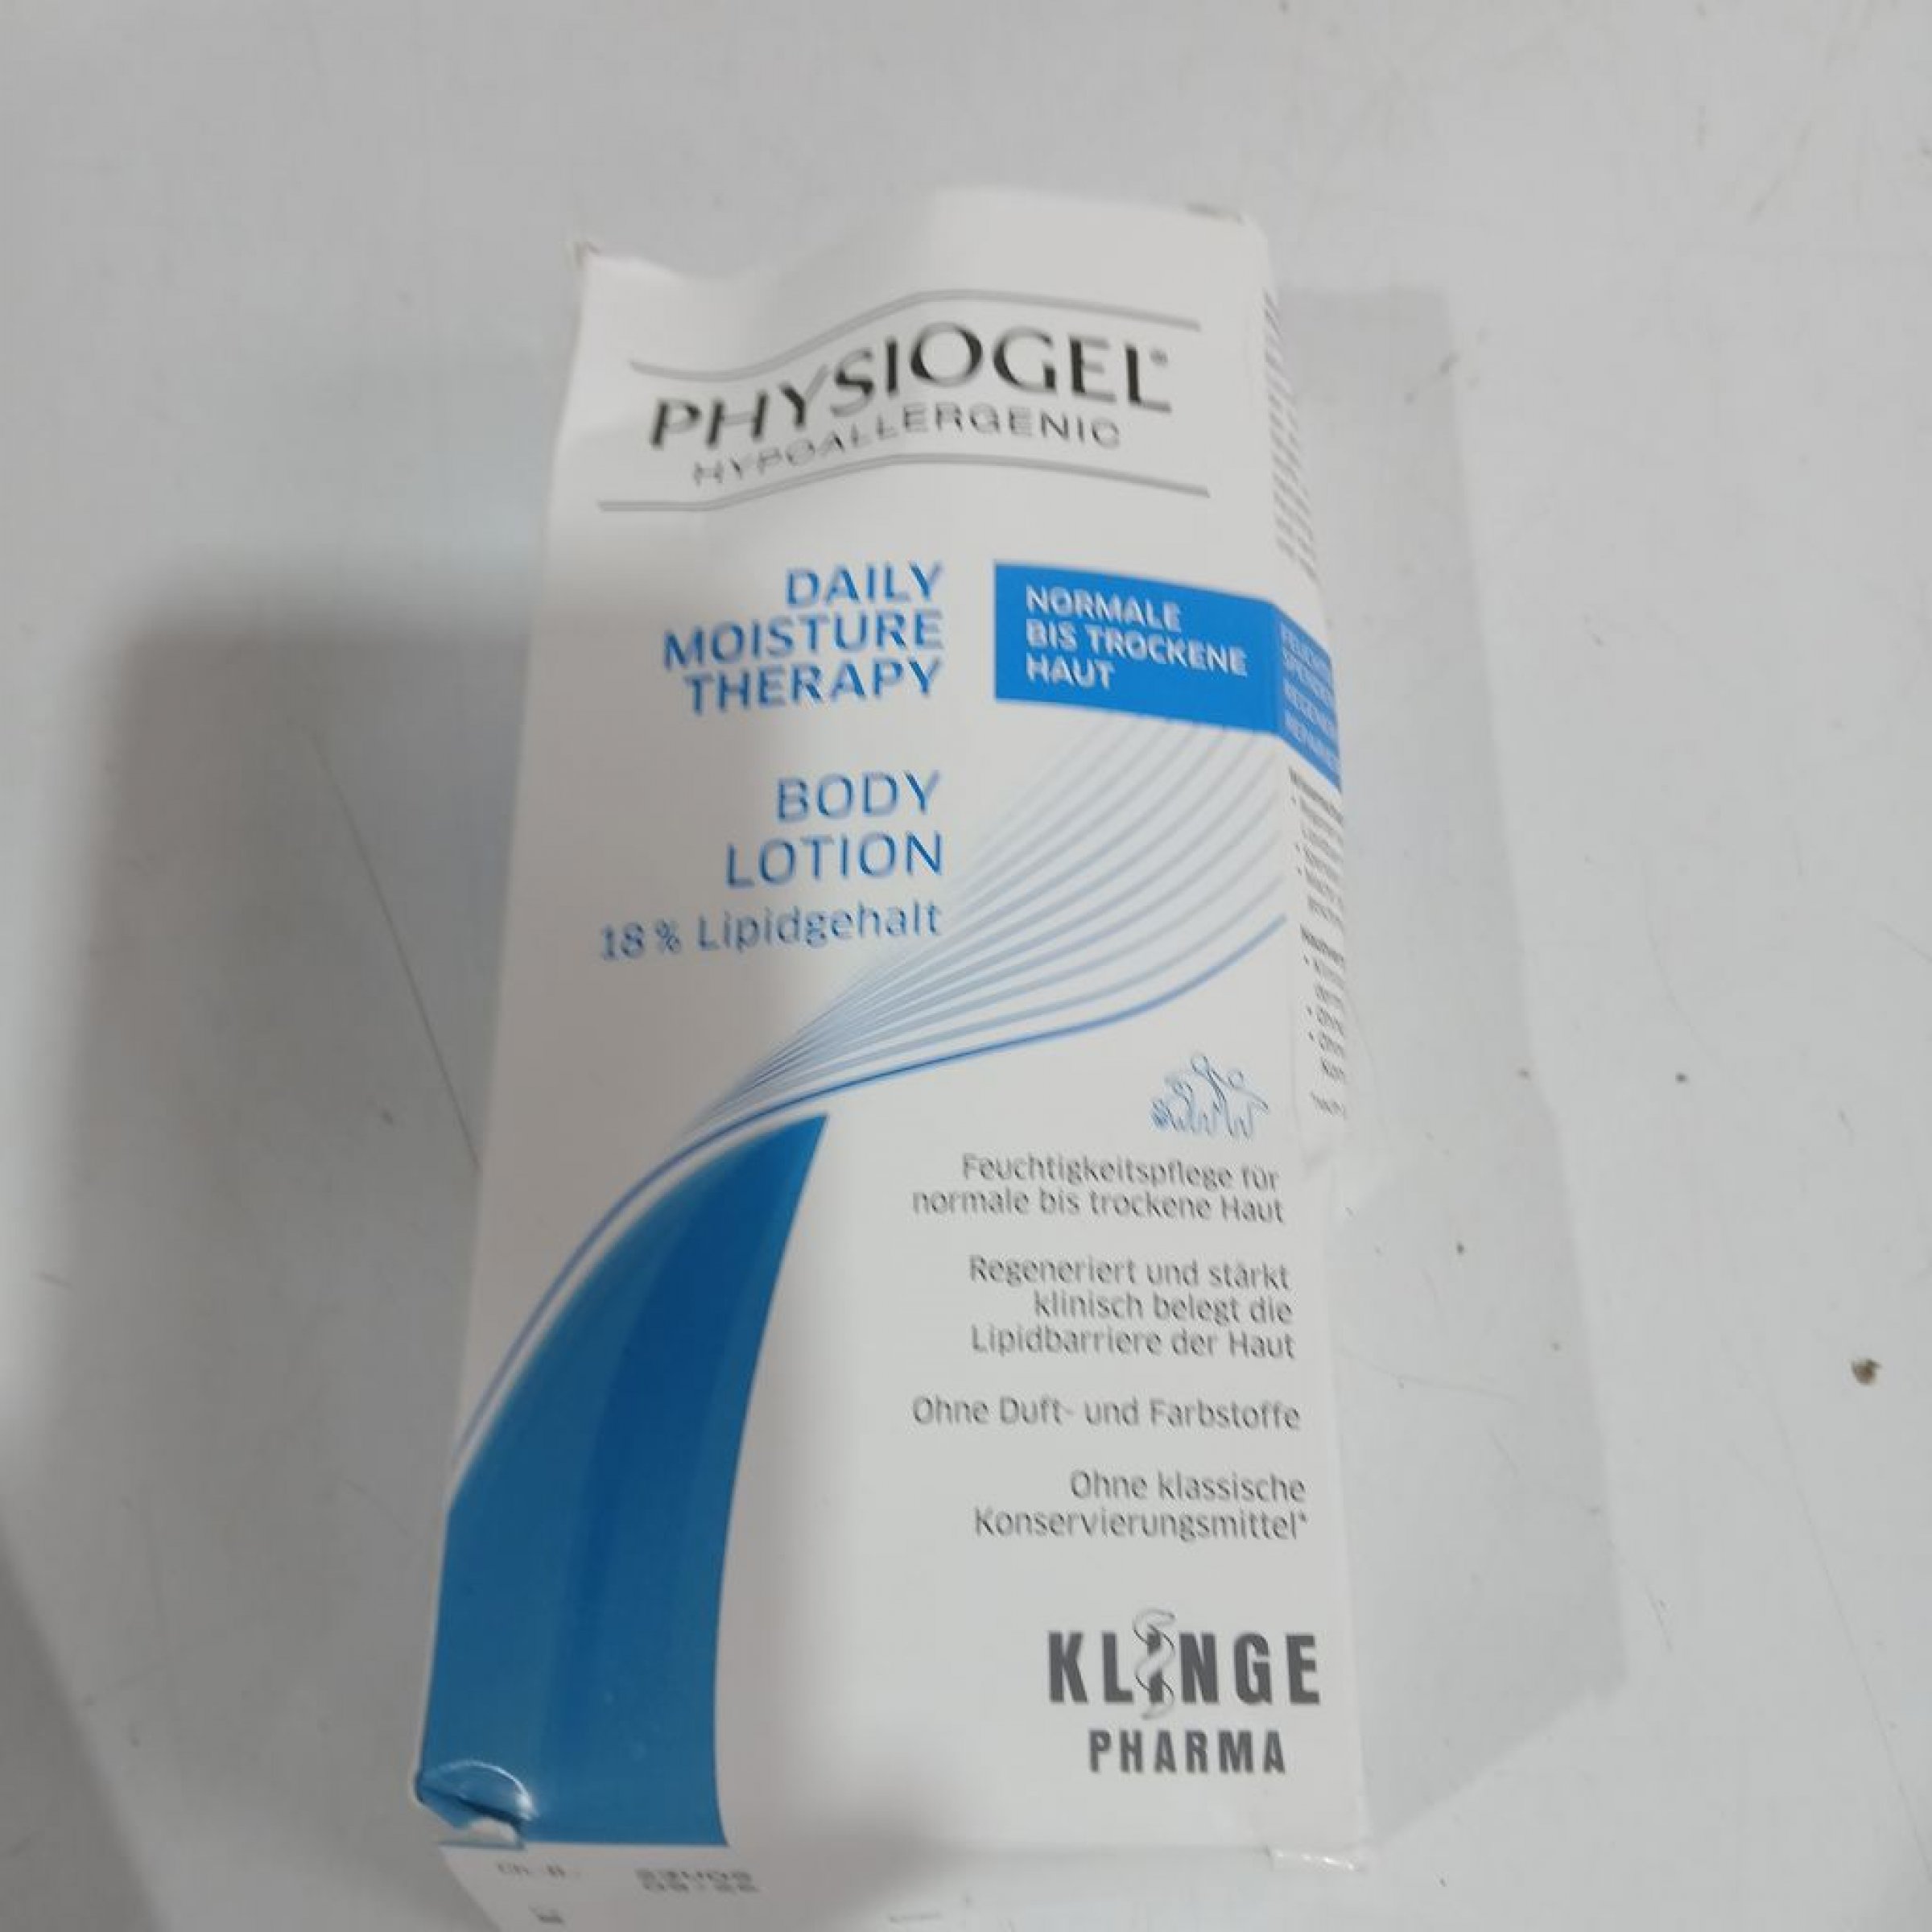 PHYSIOGEL®
HYPOALLERGENIC
DAILY
MOISTURE
THERAPY
NORMALE
BIS TROCKENE
HAUT
BODY
LOTION
18 % Lipidgehalt
Feuchtigkeitspflege für
normale bis trockene Haut
Regeneriert und stärkt
klinisch belegt die
Lipidbarriere der Haut
Ohne Duft- und Farbstoffe
Ohne klassische
Konservierungsmittel*
KLINGE
PHARMA
Ch.-B.